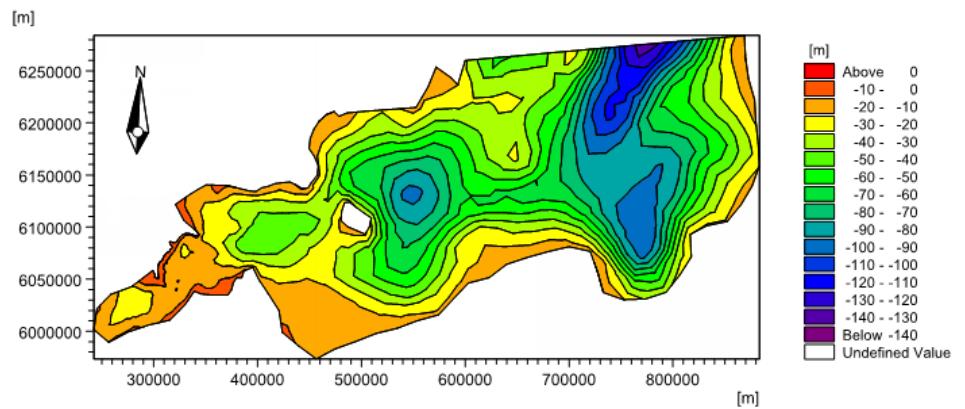 [m]
6250000
6200000
6150000
6100000
6050000
6000000
N
300000 400000 500000 600000 700000 800000
[m]
[m]
Above 0
-10 - 0
-20 - -10
-30 - -20
-40 - -30
-50 - -40
-60 - -50
-70 - -60
-80 - -70
-90 - -80
-100 - -90
-110 - -100
-120 - -110
-130 - -120
-140 - -130
Below -140
Undefined Value